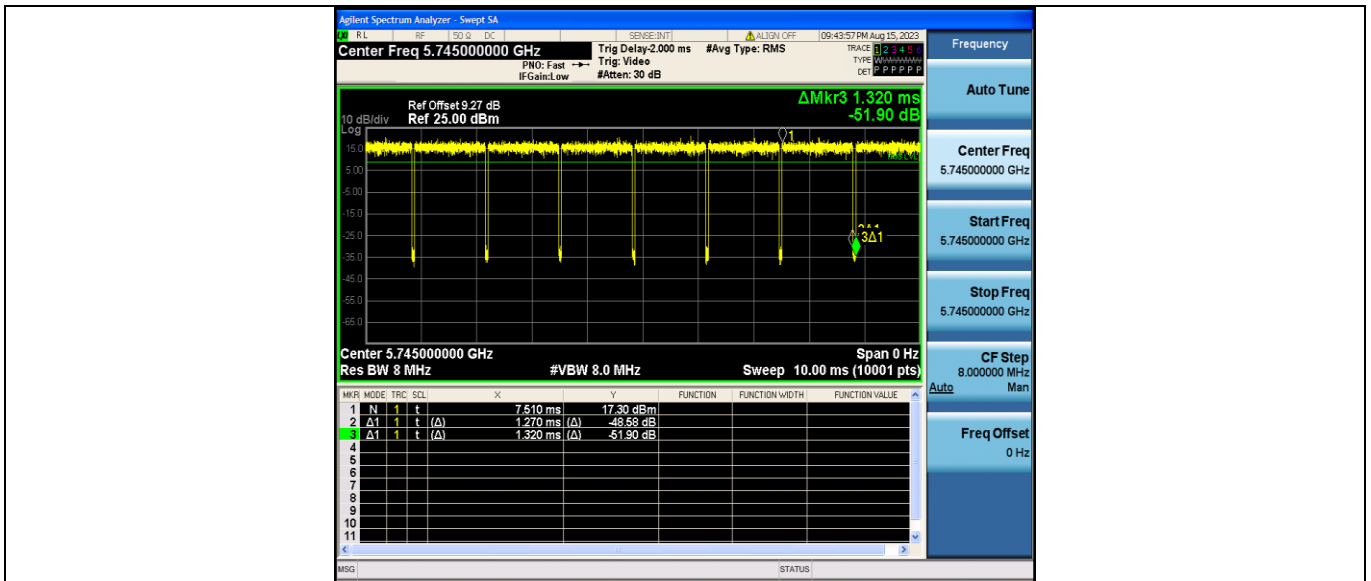 Agilent Spectrum Analyzer - Swept SA
RL RF 50 Ω DC SENSE:INT ALIGN OFF 09:43:57 PM Aug 15, 2023
Center Freq 5.745000000 GHz Trig Delay-2.000 ms #Avg Type: RMS TRACE 1 2 3 4 5 6
PNO: Fast Trig: Video TYPE
IFGain:Low #Atten: 30 dB DET P P P P P P
Frequency
Auto Tune
Center Freq
5.745000000 GHz
Start Freq
5.745000000 GHz
Stop Freq
5.745000000 GHz
CF Step
8.000000 MHz
Auto Man
Freq Offset
0 Hz
ΔMkr3 1.320 ms
-51.90 dB
Ref Offset 9.27 dB
10 dB/div Ref 25.00 dBm
Log
15.0
5.00
-5.00
-15.0
-25.0
-35.0
-45.0
-55.0
-65.0
1
3Δ1
Center 5.745000000 GHz Span 0 Hz
Res BW 8 MHz #VBW 8.0 MHz Sweep 10.00 ms (10001 pts)
MKR MODE TRC SCL X Y FUNCTION FUNCTION WIDTH FUNCTION VALUE
1 N 1 t 7.510 ms 17.30 dBm
2 Δ1 1 t (Δ) 1.270 ms (Δ) -48.58 dB
3 Δ1 1 t (Δ) 1.320 ms (Δ) -51.90 dB
4
5
6
7
8
9
10
11
MSG STATUS